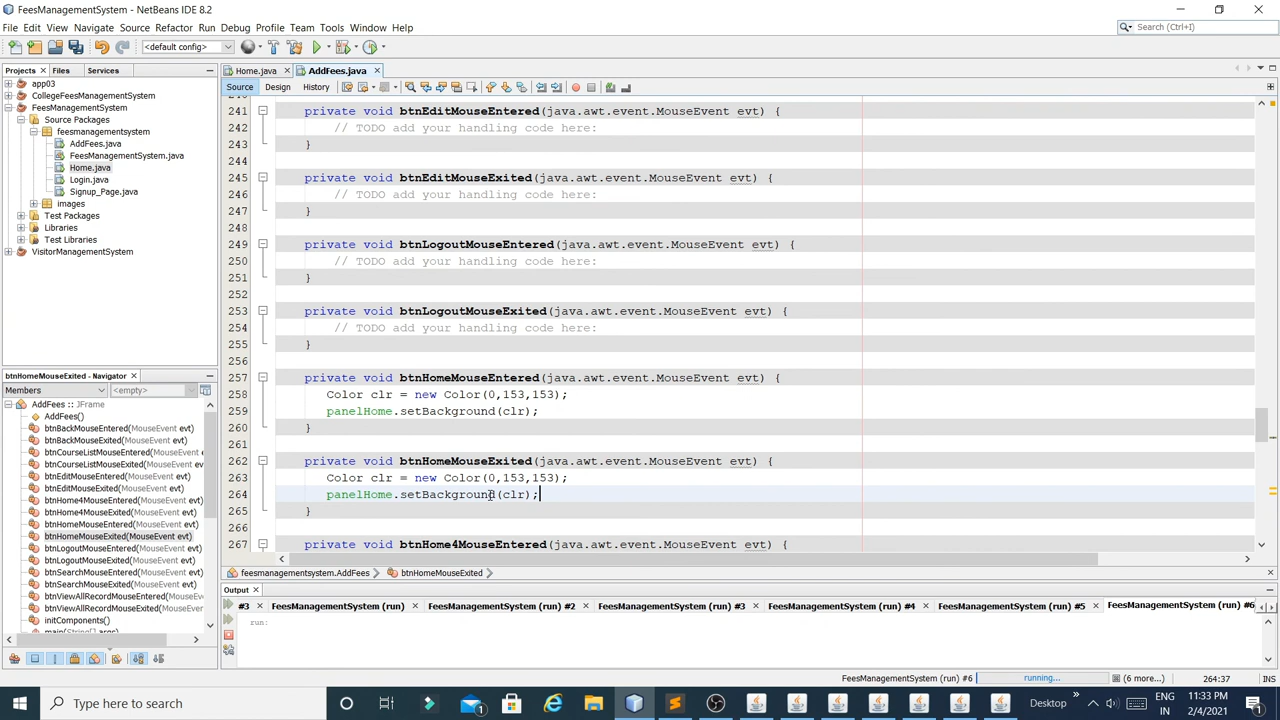 FeesManagementSystem - NetBeans IDE 8.2
File Edit View Navigate Source Refactor Run Debug Profile Team Tools Window Help
Search (Ctrl+I)
<default config>
Projects Files Services
app03
CollegeFeesManagementSystem
FeesManagementSystem
Source Packages
feesmanagementsystem
AddFees.java
FeesManagementSystem.java
Home.java
Login.java
Signup_Page.java
images
Test Packages
Libraries
Test Libraries
VisitorManagementSystem
btnHomeMouseExited - Navigator
Members <empty>
AddFees :: JFrame
AddFees()
btnBackMouseEntered(MouseEvent evt)
btnBackMouseExited(MouseEvent evt)
btnCourseListMouseEntered(MouseEvent
btnCourseListMouseExited(MouseEvent ev
btnEditMouseEntered(MouseEvent evt)
btnEditMouseExited(MouseEvent evt)
btnHome4MouseEntered(MouseEvent evt)
btnHome4MouseExited(MouseEvent evt)
btnHomeMouseEntered(MouseEvent evt)
btnHomeMouseExited(MouseEvent evt)
btnLogoutMouseEntered(MouseEvent evt)
btnLogoutMouseExited(MouseEvent evt)
btnSearchMouseEntered(MouseEvent evt)
btnSearchMouseExited(MouseEvent evt)
btnViewAllRecordMouseEntered(MouseEve
btnViewAllRecordMouseExited(MouseEven
initComponents()
main(String[] args)
Home.java AddFees.java
Source Design History
241 private void btnEditMouseEntered(java.awt.event.MouseEvent evt) {
242 // TODO add your handling code here:
243 }
244
245 private void btnEditMouseExited(java.awt.event.MouseEvent evt) {
246 // TODO add your handling code here:
247 }
248
249 private void btnLogoutMouseEntered(java.awt.event.MouseEvent evt) {
250 // TODO add your handling code here:
251 }
252
253 private void btnLogoutMouseExited(java.awt.event.MouseEvent evt) {
254 // TODO add your handling code here:
255 }
256
257 private void btnHomeMouseEntered(java.awt.event.MouseEvent evt) {
258 Color clr = new Color(0,153,153);
259 panelHome.setBackground(clr);
260 }
261
262 private void btnHomeMouseExited(java.awt.event.MouseEvent evt) {
263 Color clr = new Color(0,153,153);
264 panelHome.setBackground(clr);
265 }
266
267 private void btnHome4MouseEntered(java.awt.event.MouseEvent evt) {
feesmanagementsystem.AddFees btnHomeMouseExited
Output
#3 FeesManagementSystem (run) FeesManagementSystem (run) #2 FeesManagementSystem (run) #3 FeesManagementSystem (run) #4 FeesManagementSystem (run) #5 FeesManagementSystem (run) #6
run:
FeesManagementSystem (run) #6 running... (6 more...) 264:37 INS
Type here to search
Desktop
ENG
IN
11:33 PM
2/4/2021